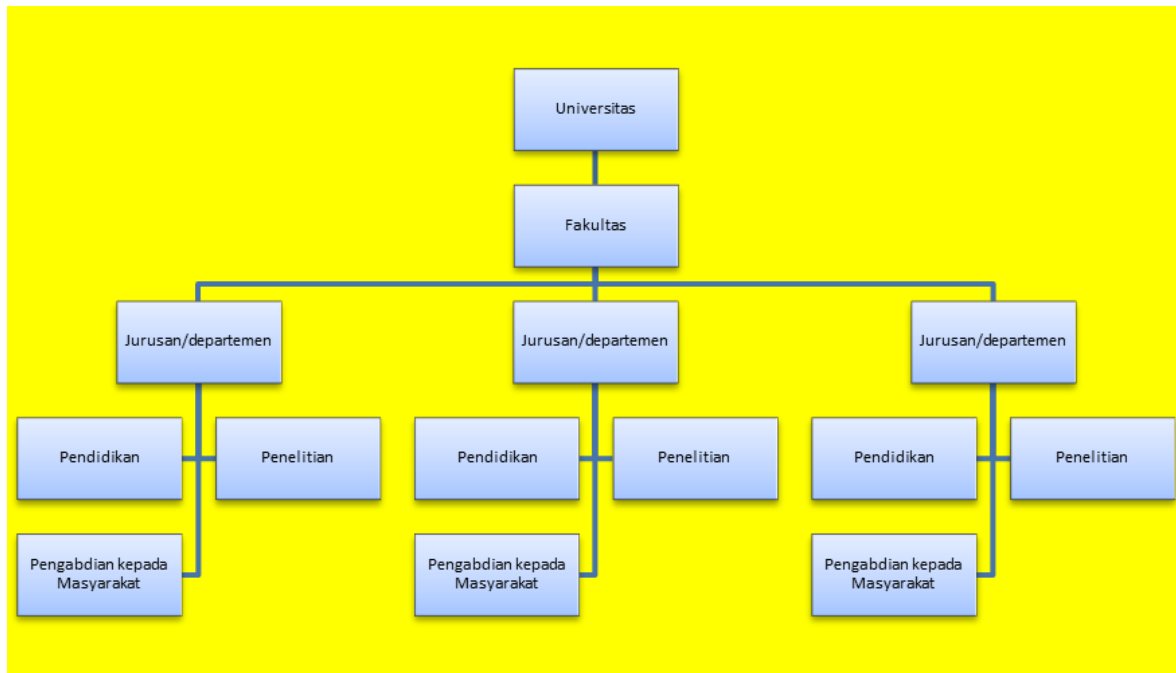 Universitas
Fakultas
Jurusan/departemen
Jurusan/departemen
Jurusan/departemen
Pendidikan
Penelitian
Pendidikan
Penelitian
Pendidikan
Penelitian
Pengabdian kepada
Masyarakat
Pengabdian kepada
Masyarakat
Pengabdian kepada
Masyarakat